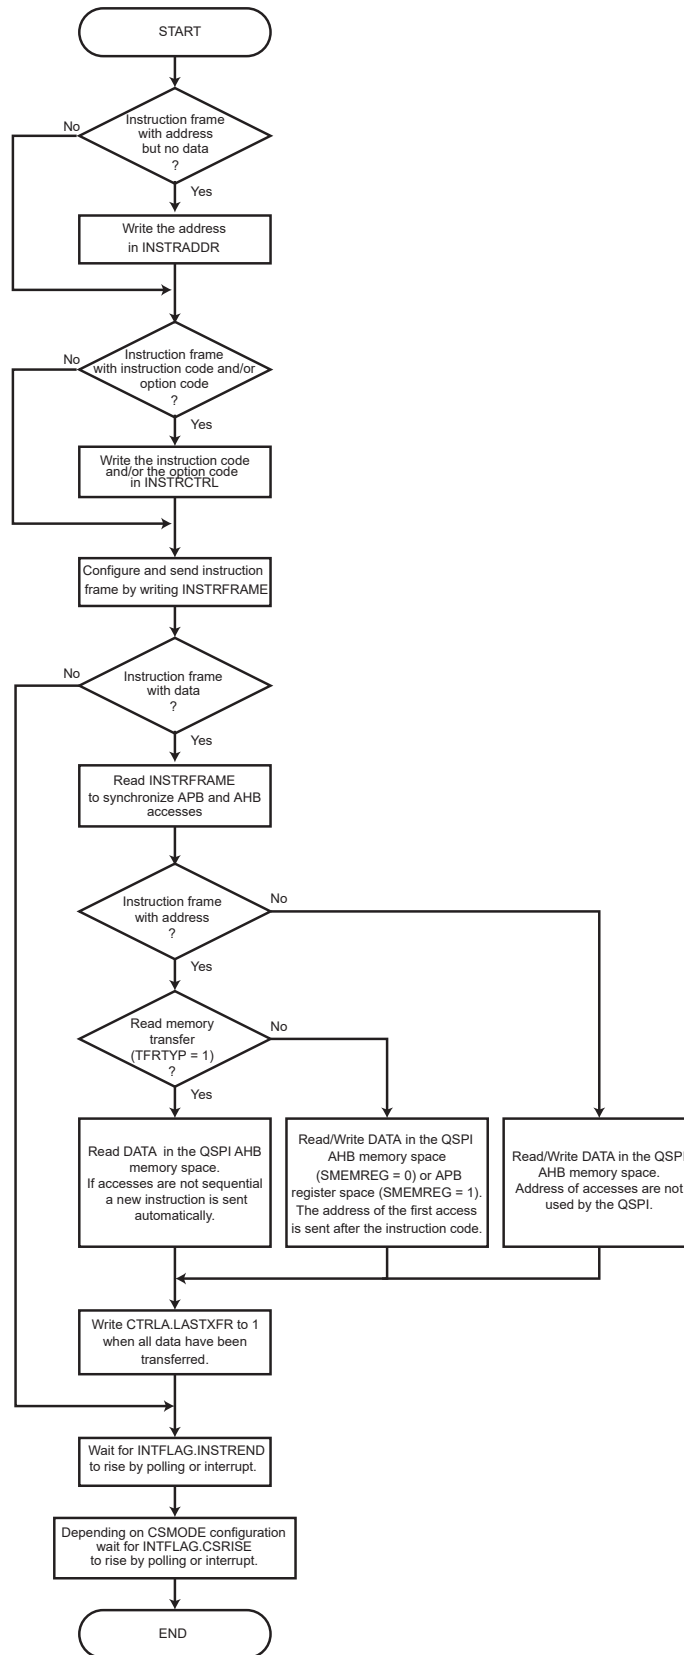 START
No
Instruction frame
with address
but no data
?
Yes
Write the address
in INSTRADDR
No
Instruction frame
with instruction code and/or
option code
?
Yes
Write the instruction code
and/or the option code
in INSTRCTRL
Configure and send instruction
frame by writing INSTRFRAME
No
Instruction frame
with data
?
Yes
Read INSTRFRAME
to synchronize APB and AHB
accesses
Instruction frame
with address
?
No
Yes
Read memory
transfer
(TFRTYP = 1)
?
No
Yes
Read DATA in the QSPI AHB
memory space.
If accesses are not sequential
a new instruction is sent
automatically.
Read/Write DATA in the QSPI
AHB memory space
(SMEMREG = 0) or APB
register space (SMEMREG = 1).
The address of the first access
is sent after the instruction code.
Read/Write DATA in the QSPI
AHB memory space.
Address of accesses are not
used by the QSPI.
Write CTRLA.LASTXFR to 1
when all data have been
transferred.
Wait for INTFLAG.INSTREND
to rise by polling or interrupt.
Depending on CSMODE configuration
wait for INTFLAG.CSRISE
to rise by polling or interrupt.
END